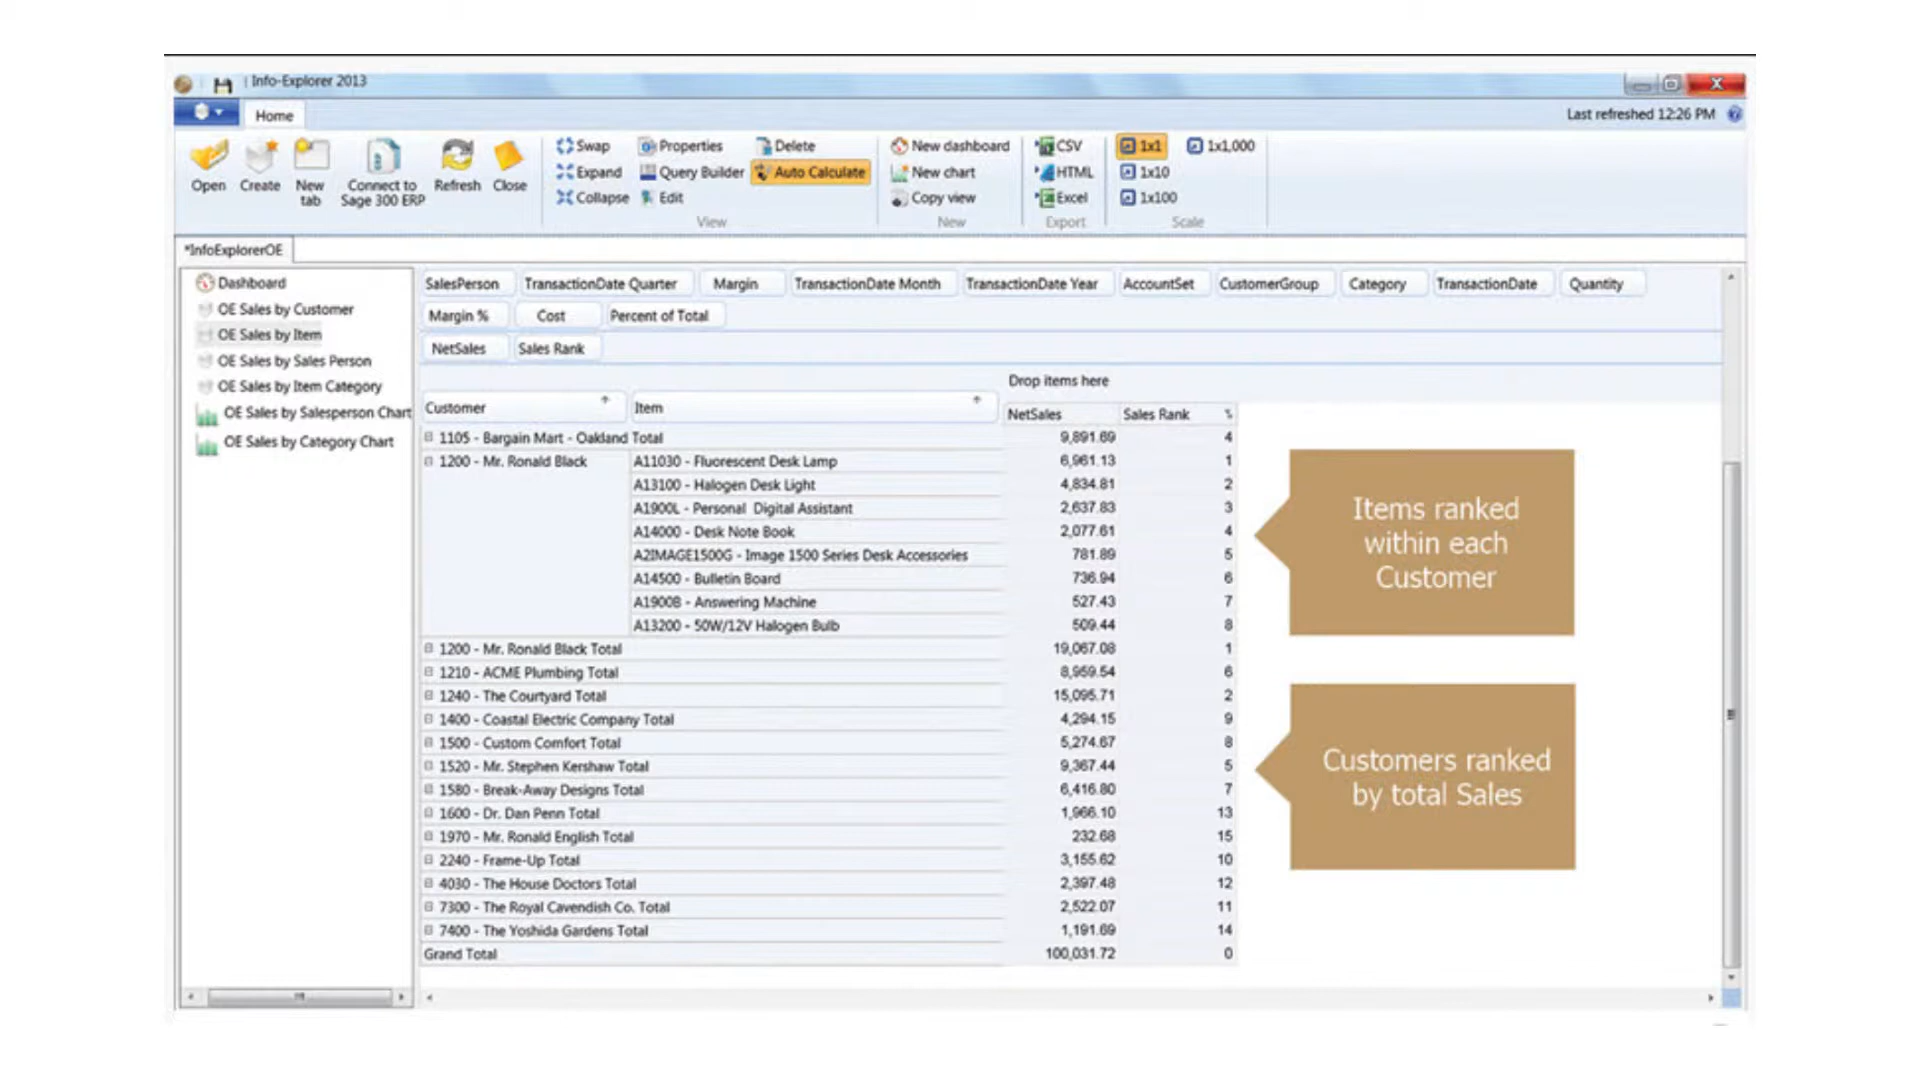 Info-Explorer 2013
Home
Last refreshed 12:26 PM
Open
Create
New tab
Connect to Sage 300 ERP
Refresh
Close
Swap
Expand
Collapse
Properties
Query Builder
Edit
Delete
Auto Calculate
View
New dashboard
New chart
Copy view
New
CSV
HTML
Excel
Export
1x1
1x10
1x100
1x1,000
Scale
*InfoExplorerOE
Dashboard
OE Sales by Customer
OE Sales by Item
OE Sales by Sales Person
OE Sales by Item Category
OE Sales by Salesperson Chart
OE Sales by Category Chart
SalesPerson TransactionDate Quarter Margin TransactionDate Month TransactionDate Year AccountSet CustomerGroup Category TransactionDate Quantity
Margin % Cost Percent of Total
NetSales Sales Rank
Drop items here
Customer Item NetSales Sales Rank
1105 - Bargain Mart - Oakland Total 9,891.69 4
1200 - Mr. Ronald Black A11030 - Fluorescent Desk Lamp 6,961.13 1
A13100 - Halogen Desk Light 4,834.81 2
A1900L - Personal Digital Assistant 2,637.83 3
A14000 - Desk Note Book 2,077.61 4
A2IMAGE1500G - Image 1500 Series Desk Accessories 781.89 5
A14500 - Bulletin Board 736.94 6
A1900B - Answering Machine 527.43 7
A13200 - 50W/12V Halogen Bulb 509.44 8
1200 - Mr. Ronald Black Total 19,067.08 1
1210 - ACME Plumbing Total 8,959.54 6
1240 - The Courtyard Total 15,095.71 2
1400 - Coastal Electric Company Total 4,294.15 9
1500 - Custom Comfort Total 5,274.67 8
1520 - Mr. Stephen Kershaw Total 9,367.44 5
1580 - Break-Away Designs Total 6,416.80 7
1600 - Dr. Dan Penn Total 1,966.10 13
1970 - Mr. Ronald English Total 232.68 15
2240 - Frame-Up Total 3,155.62 10
4030 - The House Doctors Total 2,397.48 12
7300 - The Royal Cavendish Co. Total 2,522.07 11
7400 - The Yoshida Gardens Total 1,191.69 14
Grand Total 100,031.72 0
Items ranked
within each
Customer
Customers ranked
by total Sales